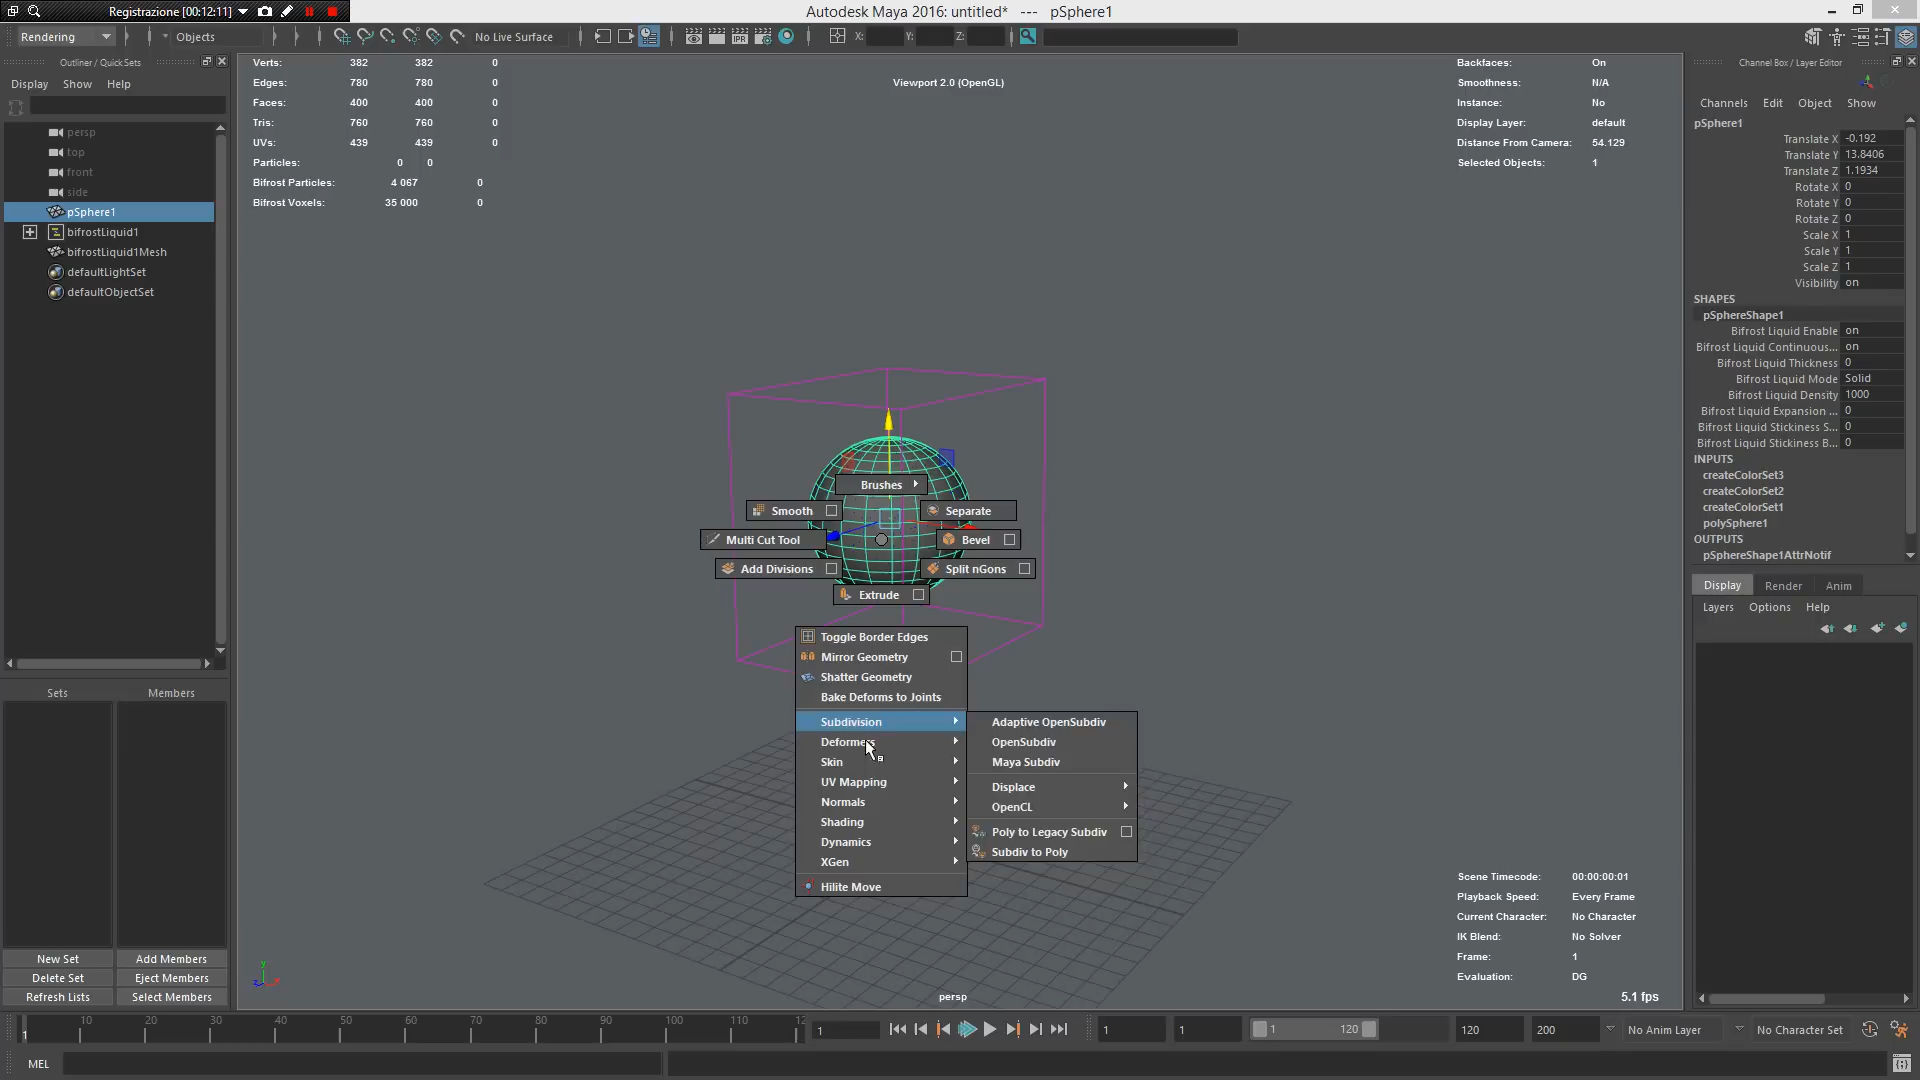 Registrazione [00:12:11]
Autodesk Maya 2016: untitled*   ---   pSphere1
Rendering
Objects
No Live Surface
IPR
X:
Y:
Z:
Outliner / Quick Sets
Display
Show
Help
persp
top
front
side
pSphere1
bifrostLiquid1
bifrostLiquid1Mesh
defaultLightSet
defaultObjectSet
Sets
Members
New Set
Add Members
Delete Set
Eject Members
Refresh Lists
Select Members
Verts: 382 382 0
Edges: 780 780 0
Faces: 400 400 0
Tris: 760 760 0
UVs: 439 439 0
Particles: 0 0
Bifrost Particles: 4 067 0
Bifrost Voxels: 35 000 0
Viewport 2.0 (OpenGL)
Backfaces: On
Smoothness: N/A
Instance: No
Display Layer: default
Distance From Camera: 54.129
Selected Objects: 1
Brushes
Smooth
Separate
Multi Cut Tool
Bevel
Add Divisions
Split nGons
Extrude
Toggle Border Edges
Mirror Geometry
Shatter Geometry
Bake Deforms to Joints
Subdivision
Deformers
Skin
UV Mapping
Normals
Shading
Dynamics
XGen
Hilite Move
Adaptive OpenSubdiv
OpenSubdiv
Maya Subdiv
Displace
OpenCL
Poly to Legacy Subdiv
Subdiv to Poly
Scene Timecode: 00:00:00:01
Playback Speed: Every Frame
Current Character: No Character
IK Blend: No Solver
Frame: 1
Evaluation: DG
5.1 fps
persp
y
Channel Box / Layer Editor
Channels
Edit
Object
Show
pSphere1
Translate X -0.192
Translate Y 13.8406
Translate Z 1.1934
Rotate X 0
Rotate Y 0
Rotate Z 0
Scale X 1
Scale Y 1
Scale Z 1
Visibility on
SHAPES
pSphereShape1
Bifrost Liquid Enable on
Bifrost Liquid Continuous... on
Bifrost Liquid Thickness 0
Bifrost Liquid Mode Solid
Bifrost Liquid Density 1000
Bifrost Liquid Expansion ... 0
Bifrost Liquid Stickiness S... 0
Bifrost Liquid Stickiness B... 0
INPUTS
createColorSet3
createColorSet2
createColorSet1
polySphere1
OUTPUTS
pSphereShape1AttrNotif
Display
Render
Anim
Layers
Options
Help
1 10 20 30 40 50 60 70 80 90 100 110 12
1
1
1
1
120
120
200
No Anim Layer
No Character Set
MEL